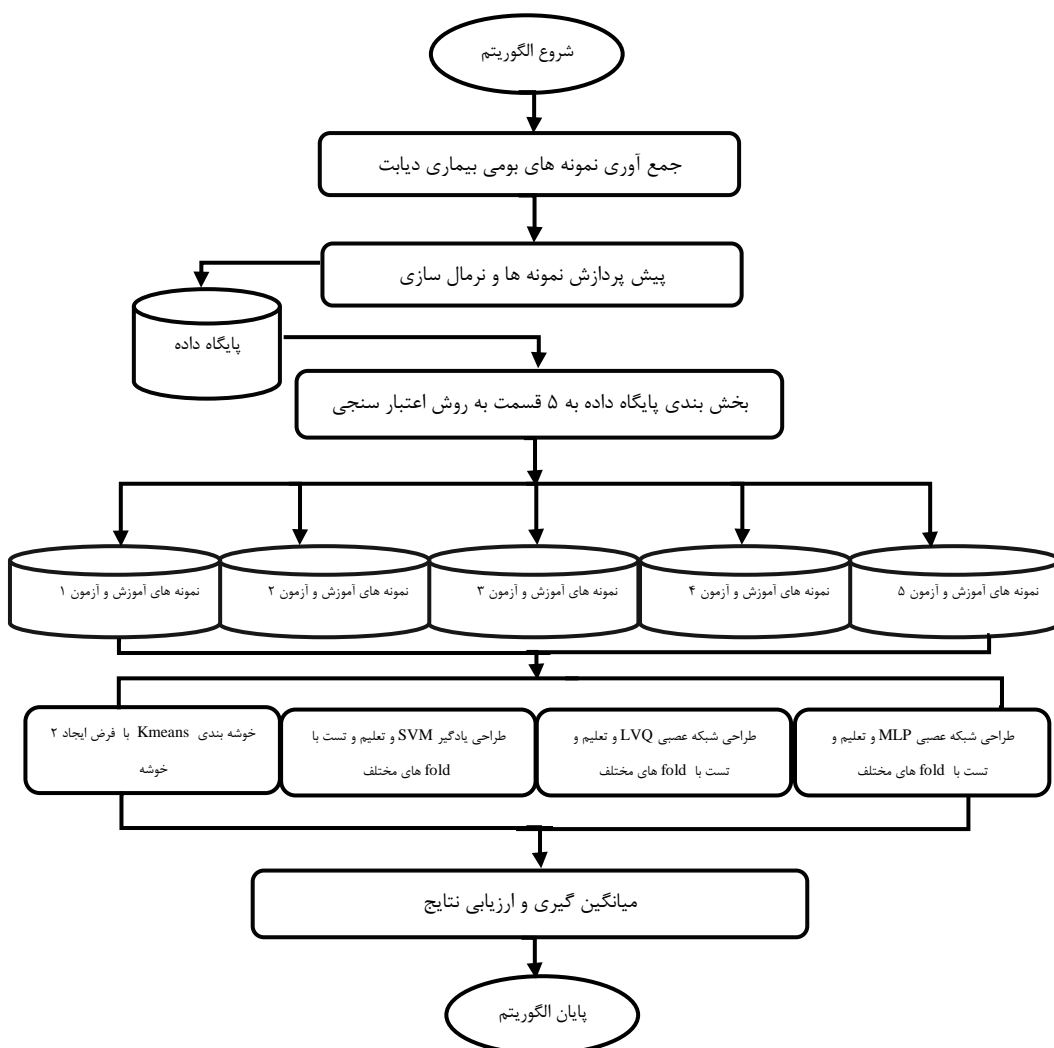 شروع الگوریتم
جمع آوری نمونه های بومی بیماری دیابت
پیش پردازش نمونه ها و نرمال سازی
پایگاه داده
بخش بندی پایگاه داده به ۵ قسمت به روش اعتبار سنجی
نمونه های آموزش و آزمون ۵
نمونه های آموزش و آزمون ۴
نمونه های آموزش و آزمون ۳
نمونه های آموزش و آزمون ۲
نمونه های آموزش و آزمون ۱
طراحی شبکه عصبی MLP و تعلیم و
تست با fold های مختلف
طراحی شبکه عصبی LVQ و تعلیم و
تست با fold های مختلف
طراحی یادگیر SVM و تعلیم و تست با
fold های مختلف
خوشه بندی Kmeans با فرض ایجاد ۲
خوشه
میانگین گیری و ارزیابی نتایج
پایان الگوریتم